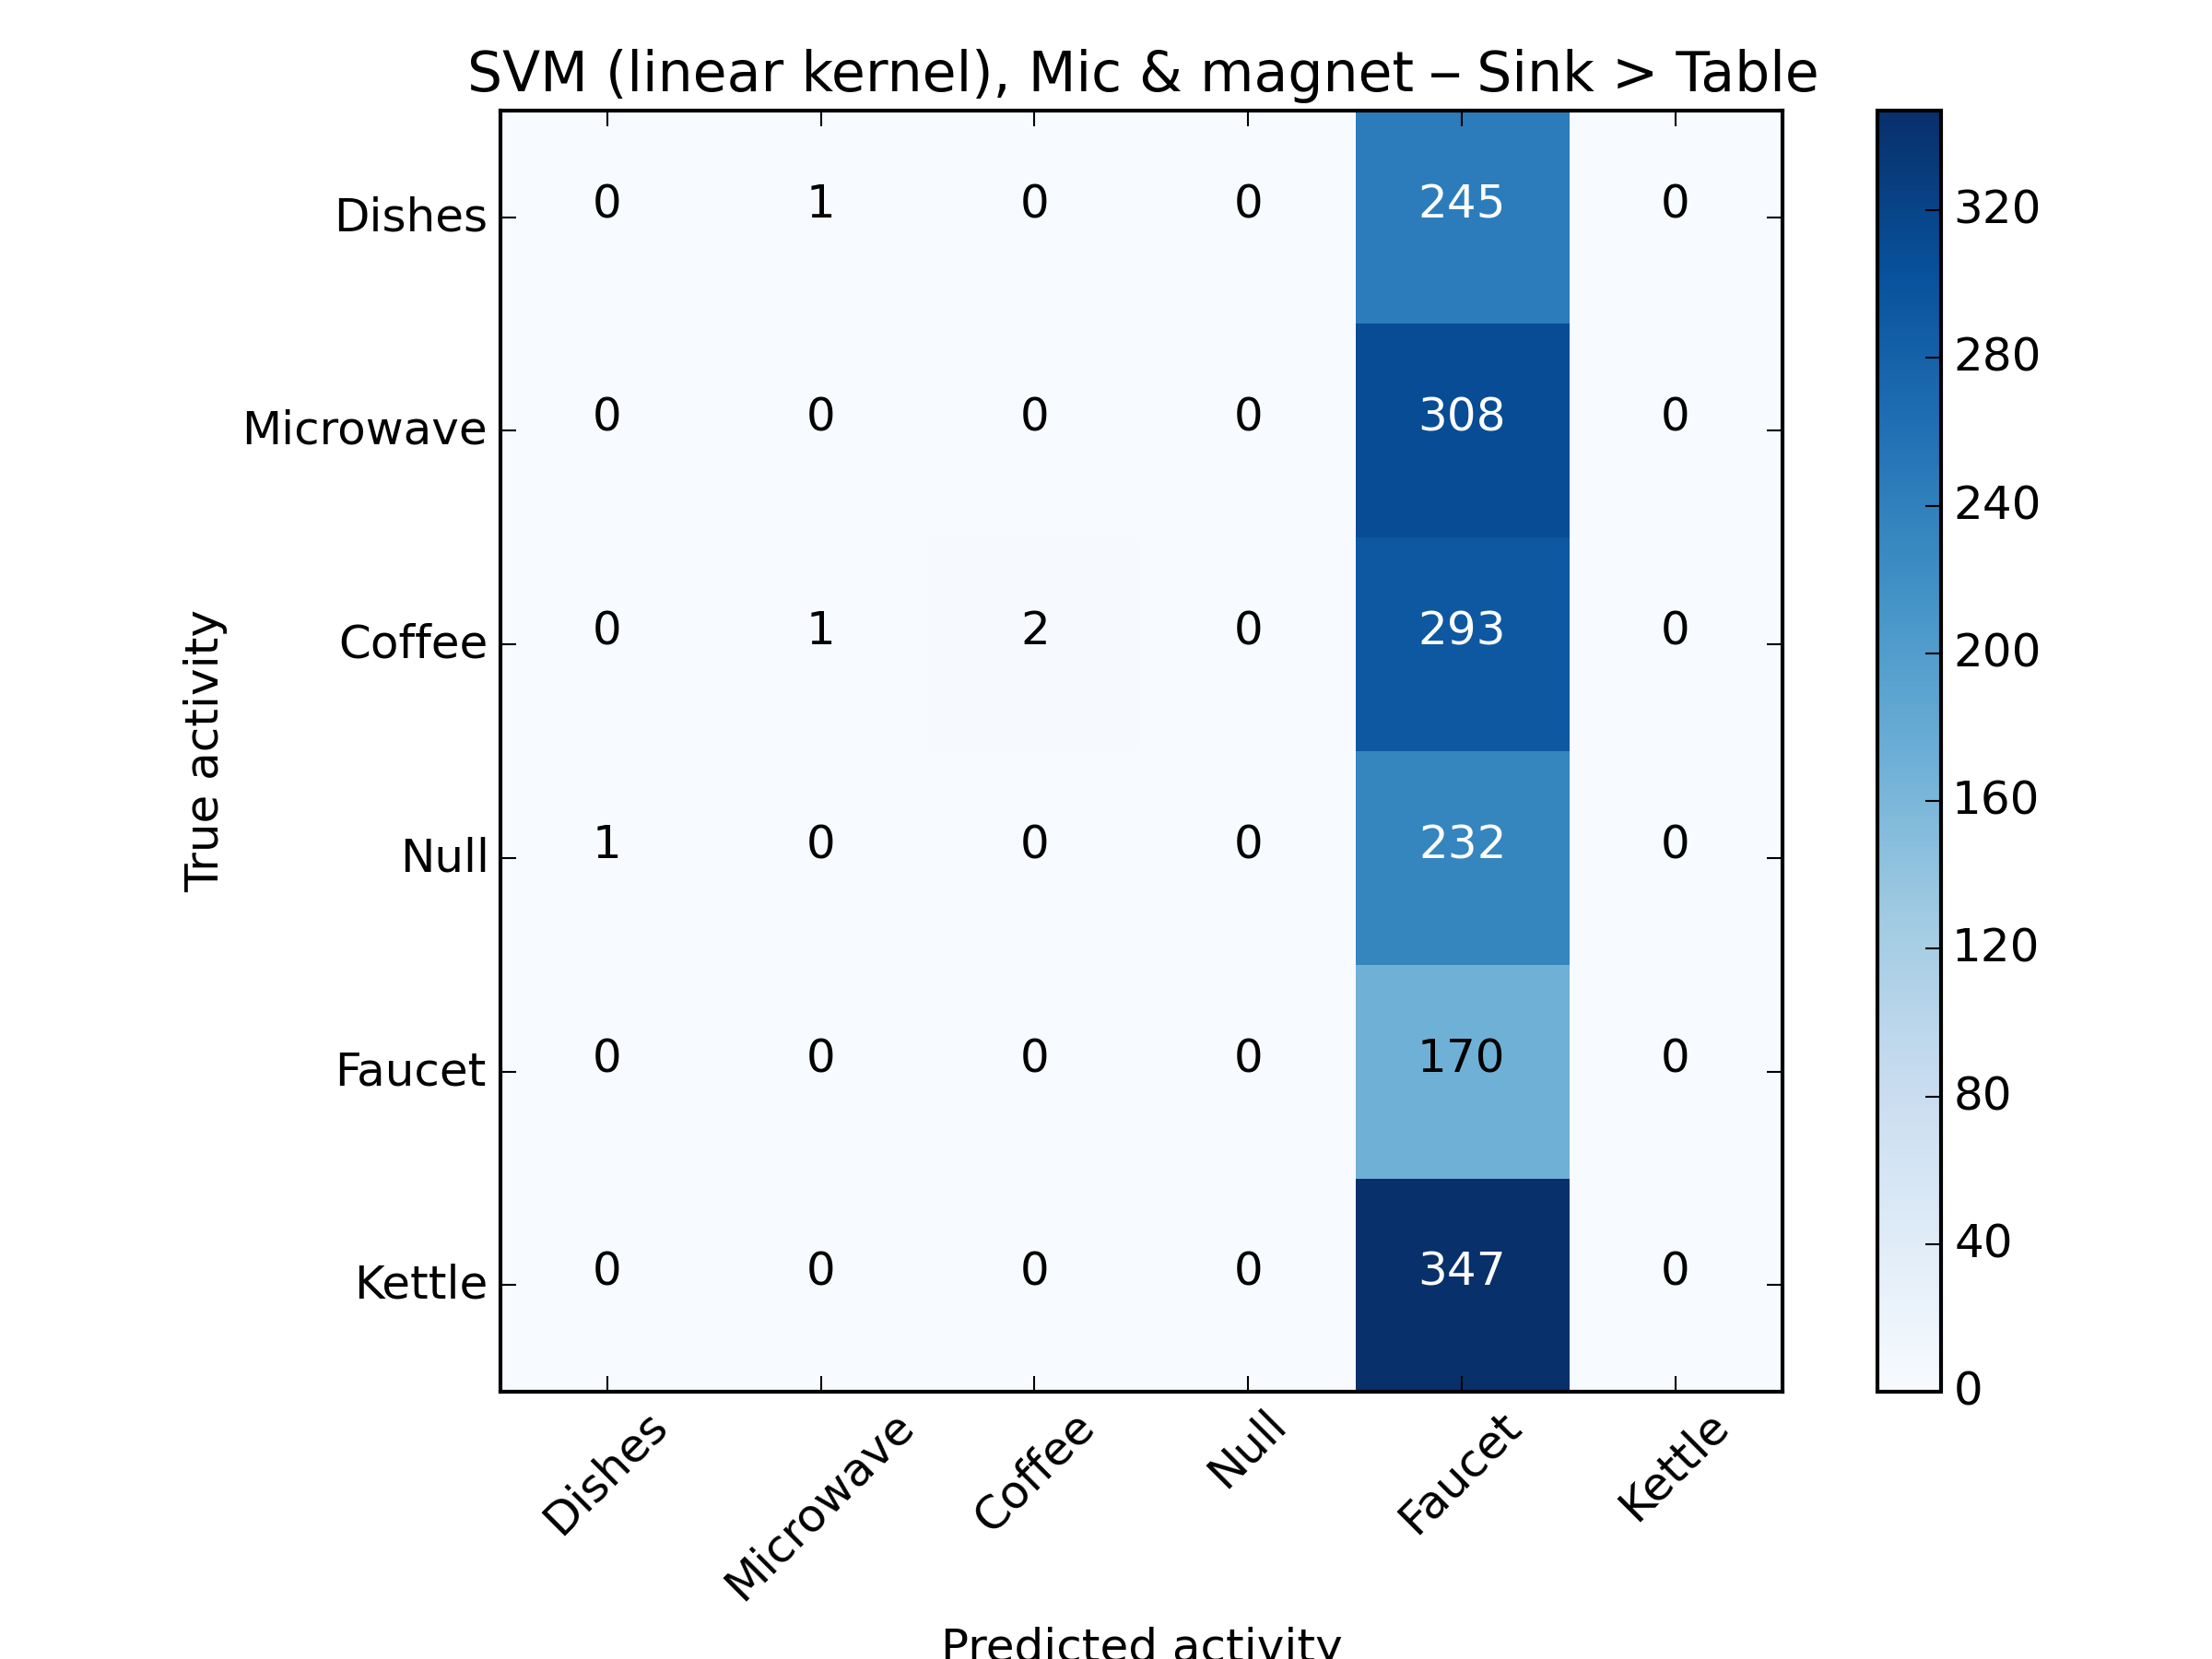 SVM (linear kernel), Mic & magnet – Sink > Table
Dishes 0 1 0 0 245 0
Microwave 0 0 0 0 308 0
Coffee 0 1 2 0 293 0
Null 1 0 0 0 232 0
Faucet 0 0 0 0 170 0
Kettle 0 0 0 0 347 0
True activity
Dishes Microwave Coffee Null Faucet Kettle
Predicted activity
320
280
240
200
160
120
80
40
0